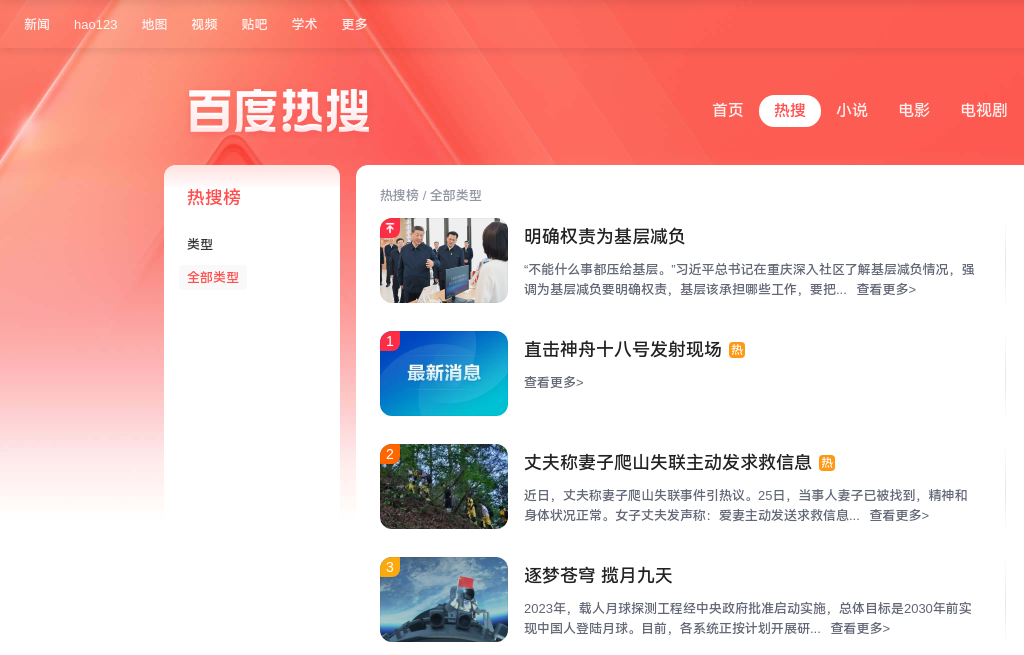 新闻 hao123 地图 视频 贴吧 学术 更多
百度热搜
首页 热搜 小说 电影 电视剧
热搜榜
类型
全部类型
热搜榜 / 全部类型
明确权责为基层减负
“不能什么事都压给基层。”习近平总书记在重庆深入社区了解基层减负情况，强
调为基层减负要明确权责，基层该承担哪些工作，要把... 查看更多>
1
最新消息
直击神舟十八号发射现场 热
查看更多>
2
丈夫称妻子爬山失联主动发求救信息 热
近日，丈夫称妻子爬山失联事件引热议。25日，当事人妻子已被找到，精神和
身体状况正常。女子丈夫发声称：爱妻主动发送求救信息... 查看更多>
3
逐梦苍穹 揽月九天
2023年，载人月球探测工程经中央政府批准启动实施，总体目标是2030年前实
现中国人登陆月球。目前，各系统正按计划开展研... 查看更多>